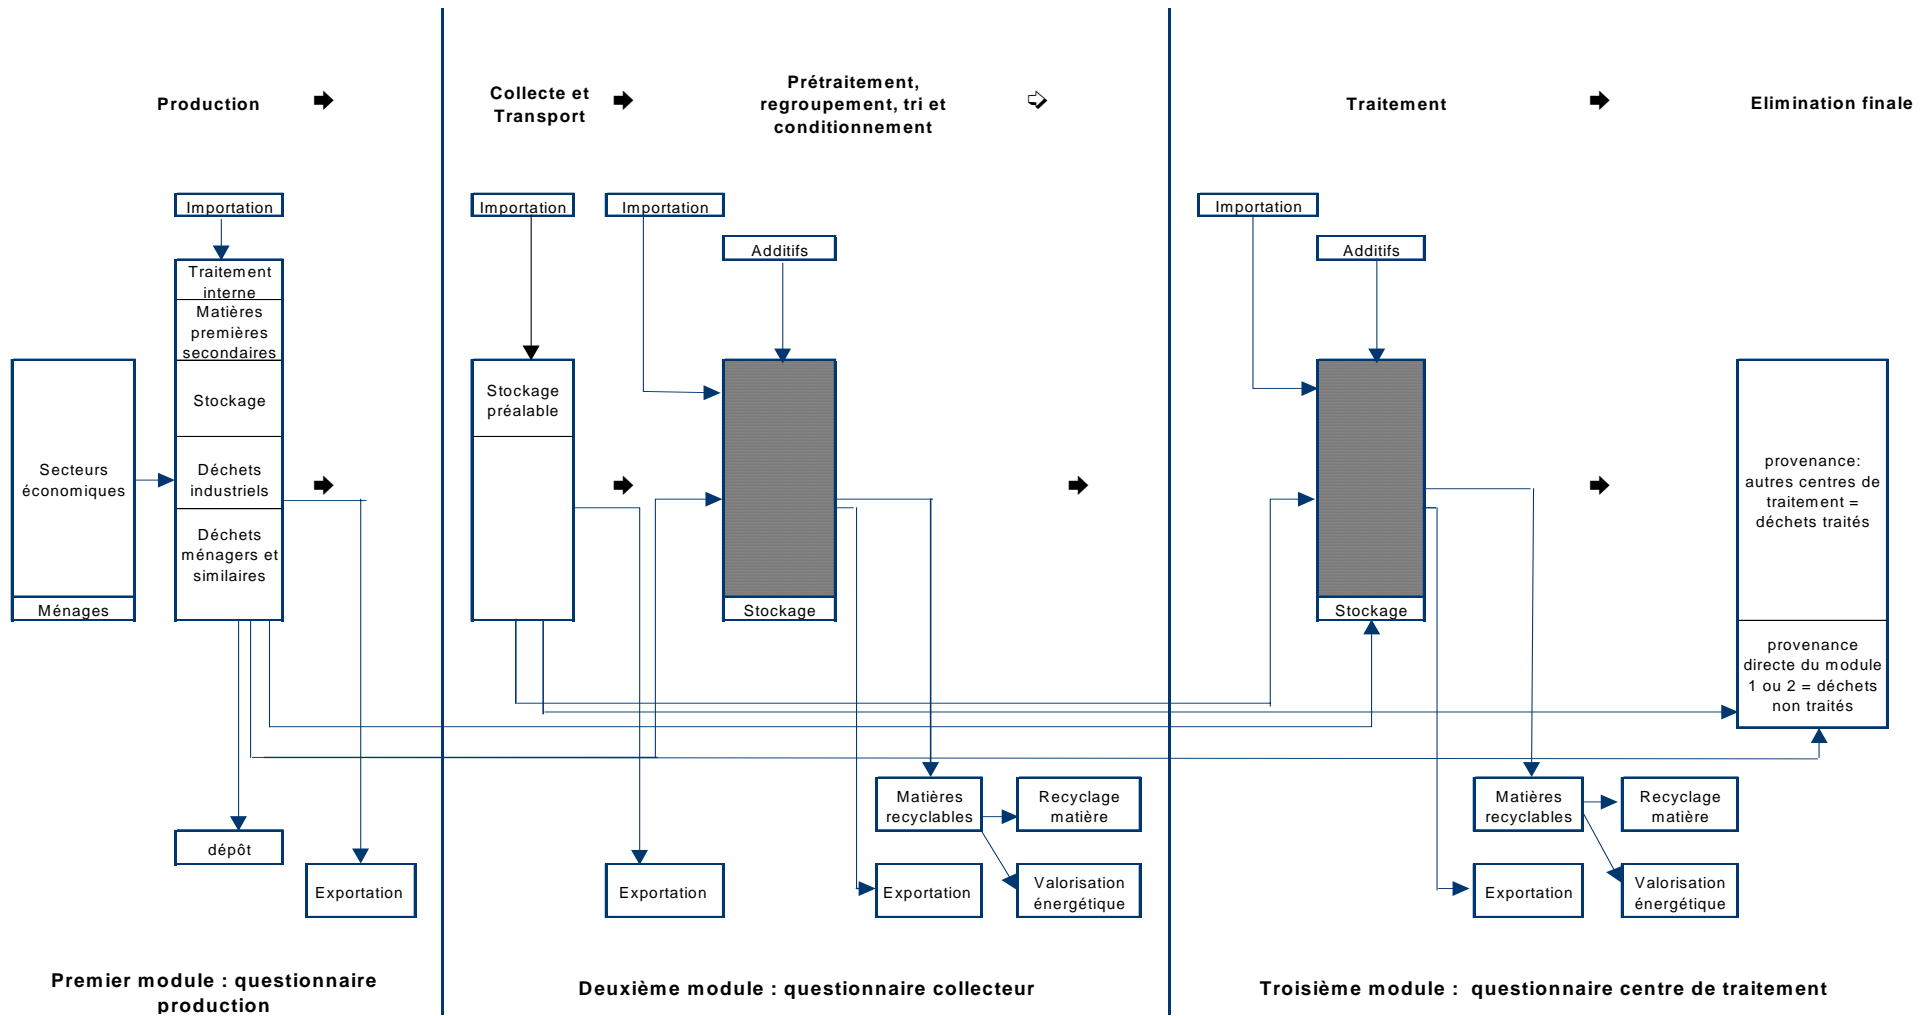 Production
Collecte et
Transport
Prétraitement,
regroupement, tri et
conditionnement
Traitement
Elimination finale
Importation
Importation
Importation
Importation
Additifs
Additifs
Traitement
interne
Matières
premières
secondaires
Stockage
Déchets
industriels
Déchets
ménagers et
similaires
Secteurs
économiques
Ménages
Stockage
préalable
Stockage
Stockage
provenance:
autres centres de
traitement =
déchets traités
provenance
directe du module
1 ou 2 = déchets
non traités
dépôt
Exportation
Exportation
Matières
recyclables
Recyclage
matière
Exportation
Valorisation
énergétique
Matières
recyclables
Recyclage
matière
Exportation
Valorisation
énergétique
Premier module : questionnaire
production
Deuxième module : questionnaire collecteur
Troisième module : questionnaire centre de traitement